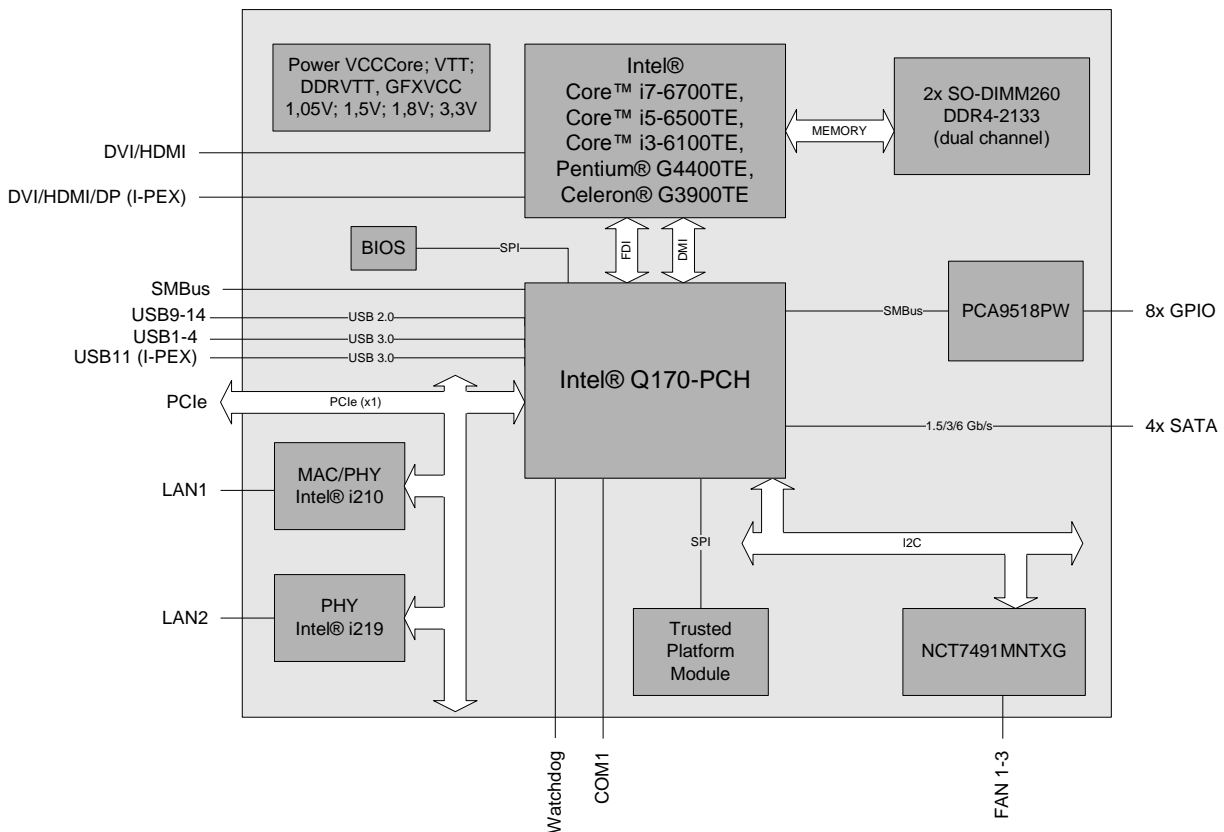 Power VCCCore; VTT;
DDRVTT, GFXVCC
1,05V; 1,5V; 1,8V; 3,3V
Intel®
Core™ i7-6700TE,
Core™ i5-6500TE,
Core™ i3-6100TE,
Pentium® G4400TE,
Celeron® G3900TE
MEMORY
2x SO-DIMM260
DDR4-2133
(dual channel)
DVI/HDMI
DVI/HDMI/DP (I-PEX)
FDI
DMI
BIOS
SPI
SMBus
USB9-14
USB 2.0
USB1-4
USB 3.0
USB11 (I-PEX)
USB 3.0
Intel® Q170-PCH
SMBus
PCA9518PW
8x GPIO
PCIe
PCIe (x1)
1.5/3/6 Gb/s
4x SATA
LAN1
MAC/PHY
Intel® i210
SPI
I2C
LAN2
PHY
Intel® i219
Trusted
Platform
Module
NCT7491MNTXG
Watchdog
COM1
FAN 1-3